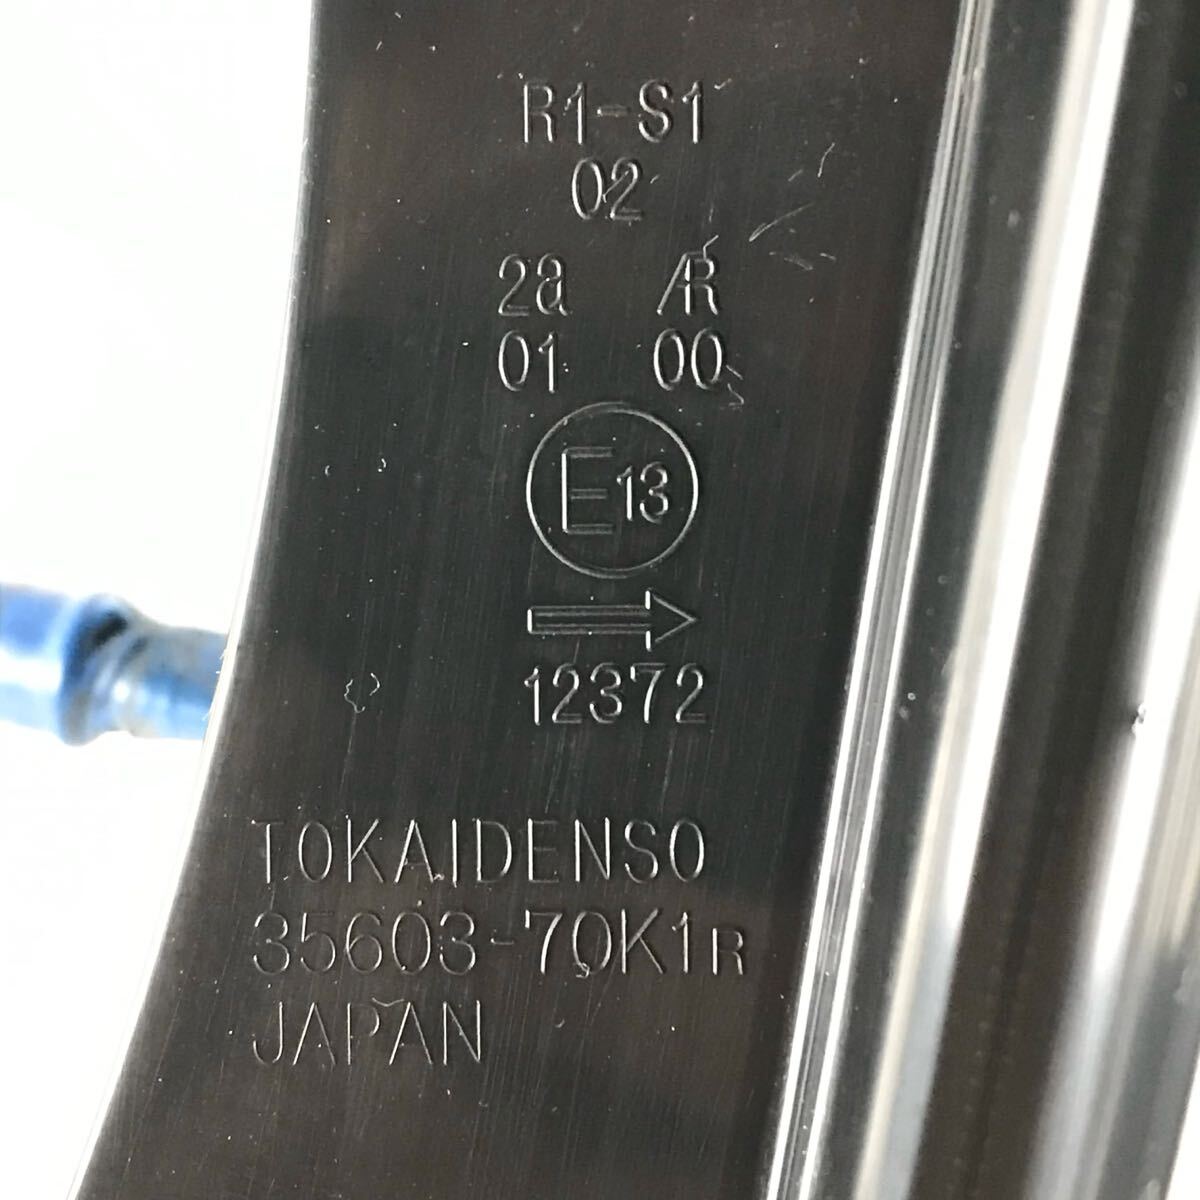 R1-S1
02
2a AR
01 00
E13
→
12372
TOKAIDENSO
35603-70K1R
JAPAN